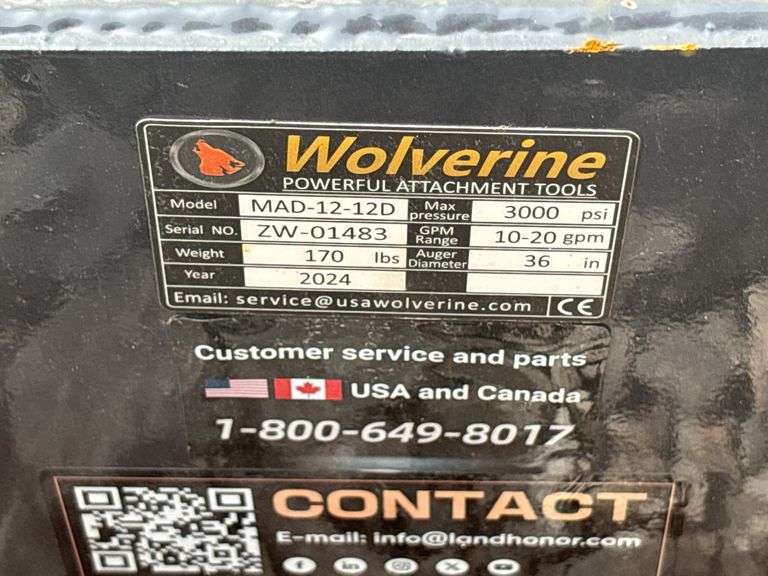 Wolverine
POWERFUL ATTACHMENT TOOLS
Model MAD-12-12D Max pressure 3000 psi
Serial NO. ZW-01483 GPM Range 10-20 gpm
Weight 170 lbs Auger Diameter 36 in
Year 2024
Email: service@usawolverine.com CE
Customer service and parts
USA and Canada
1-800-649-8017
CONTACT
E-mail: info@landhonor.com